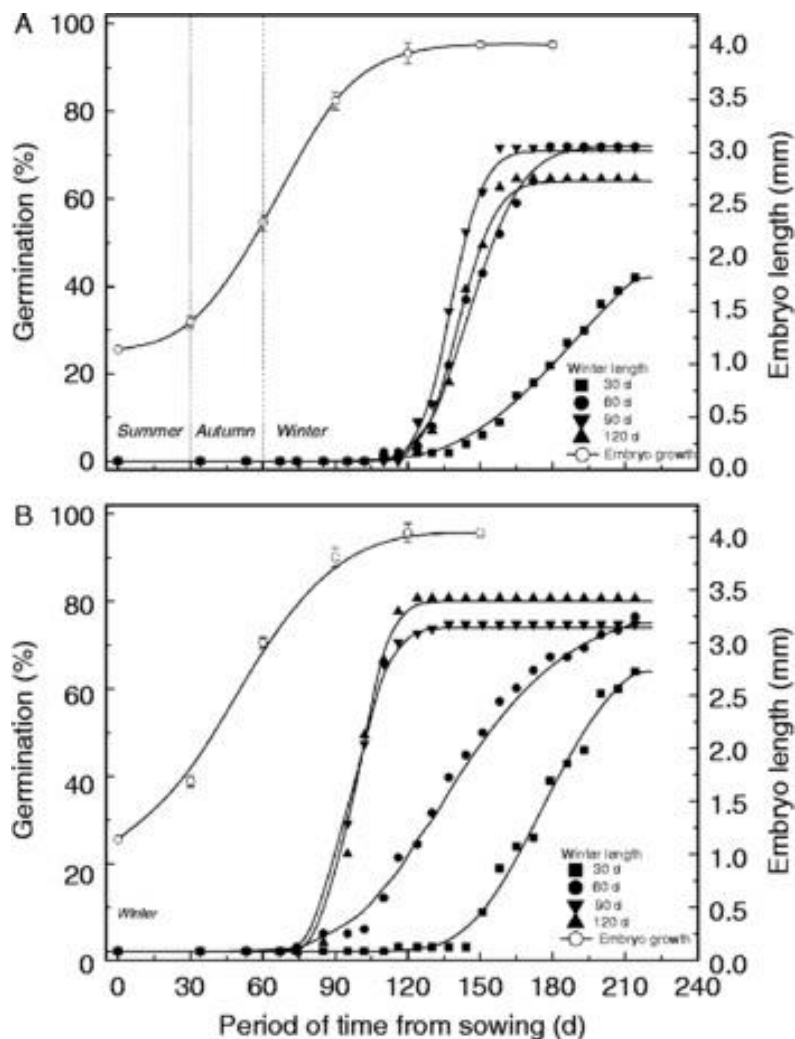 A
100
80
60
40
20
0
Germination (%)
4.0
3.5
3.0
2.5
2.0
1.5
1.0
0.5
0.0
Embryo length (mm)
Summer Autumn Winter
Winter length
30 d
60 d
90 d
120 d
Embryo growth
B
100
80
60
40
20
0
Germination (%)
4.0
3.5
3.0
2.5
2.0
1.5
1.0
0.5
0.0
Embryo length (mm)
Winter
Winter length
30 d
60 d
90 d
120 d
Embryo growth
0 30 60 90 120 150 180 210 240
Period of time from sowing (d)